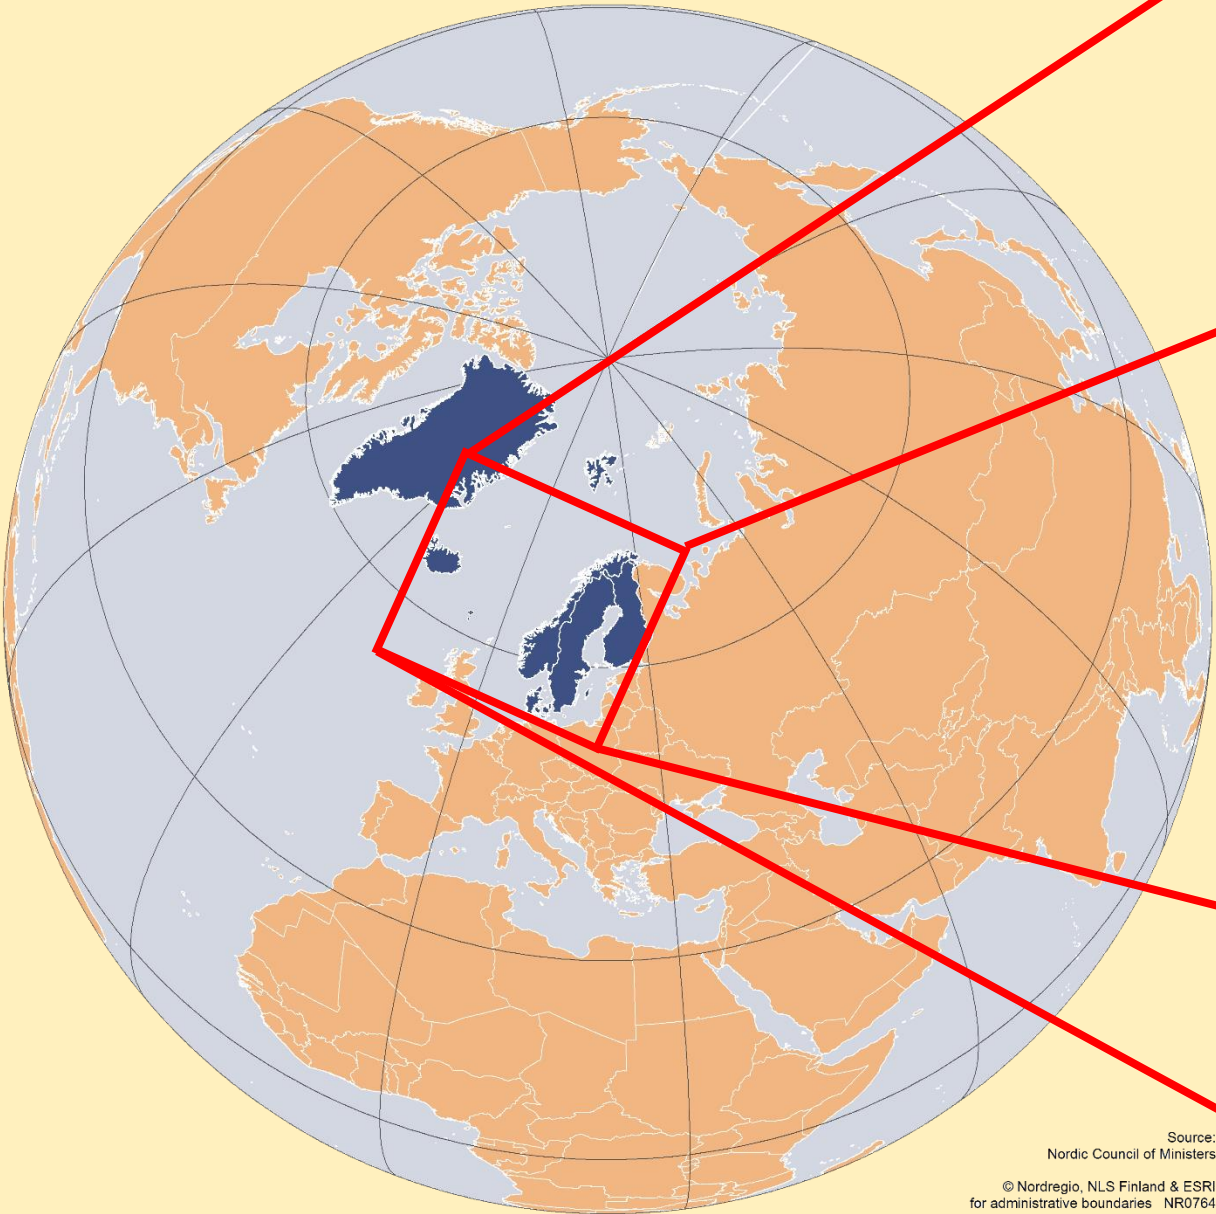 Source:
Nordic Council of Ministers
© Nordregio, NLS Finland & ESRI
for administrative boundaries NR0764